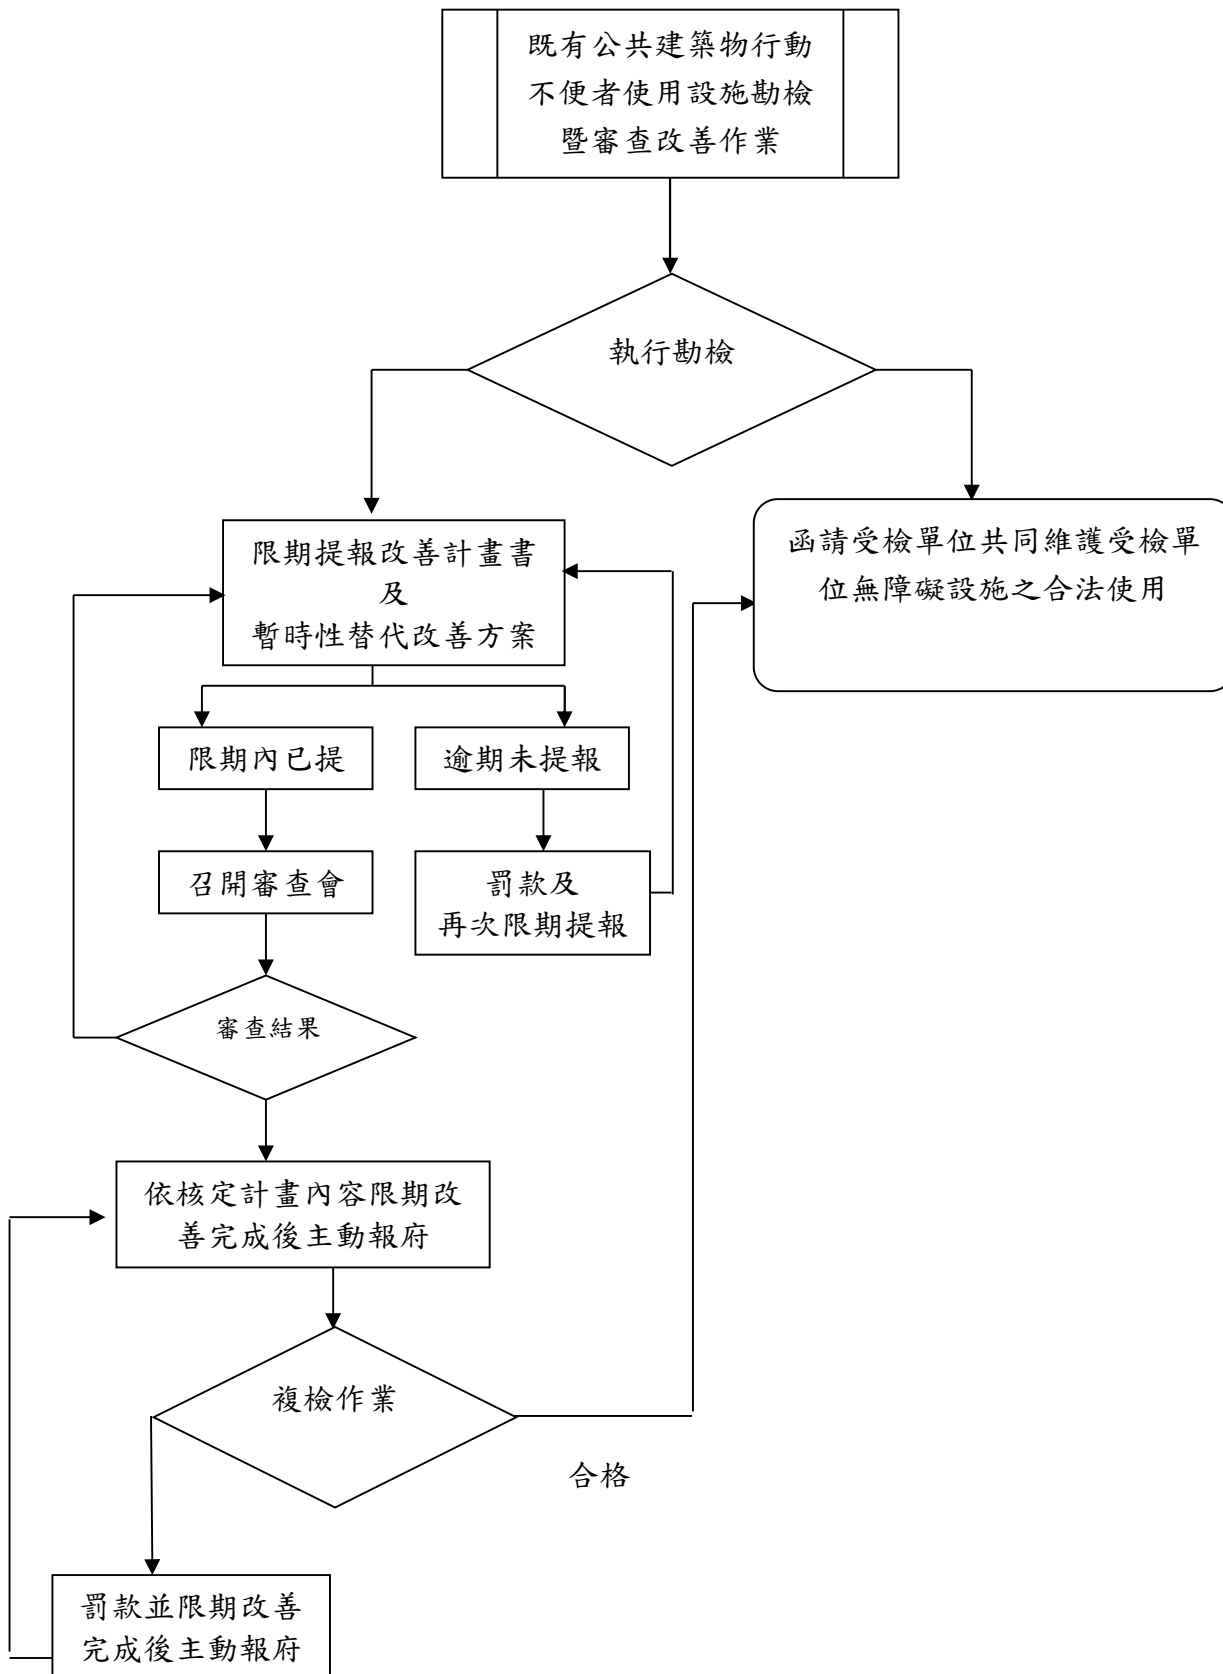 既有公共建築物行動
不便者使用設施勘檢
暨審查改善作業
執行勘檢
限期提報改善計畫書
及
暫時性替代改善方案
函請受檢單位共同維護受檢單
位無障礙設施之合法使用
限期內已提
逾期未提報
召開審查會
罰款及
再次限期提報
審查結果
依核定計畫內容限期改
善完成後主動報府
複檢作業
合格
罰款並限期改善
完成後主動報府